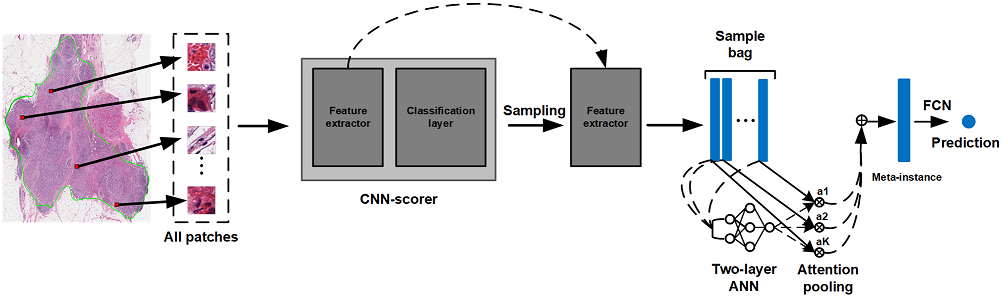 All patches
Feature
extractor
Classification
layer
CNN-scorer
Sampling
Feature
extractor
Sample
bag
Two-layer
ANN
a1
a2
aK
Attention
pooling
Meta-instance
FCN
Prediction